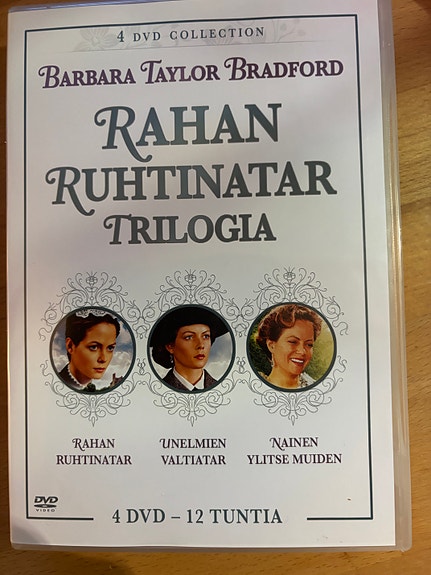 4 DVD COLLECTION
BARBARA TAYLOR BRADFORD
RAHAN
RUHTINATAR
TRILOGIA
RAHAN
RUHTINATAR
UNELMIEN
VALTIATAR
NAINEN
YLITSE MUIDEN
DVD
VIDEO
4 DVD – 12 TUNTIA